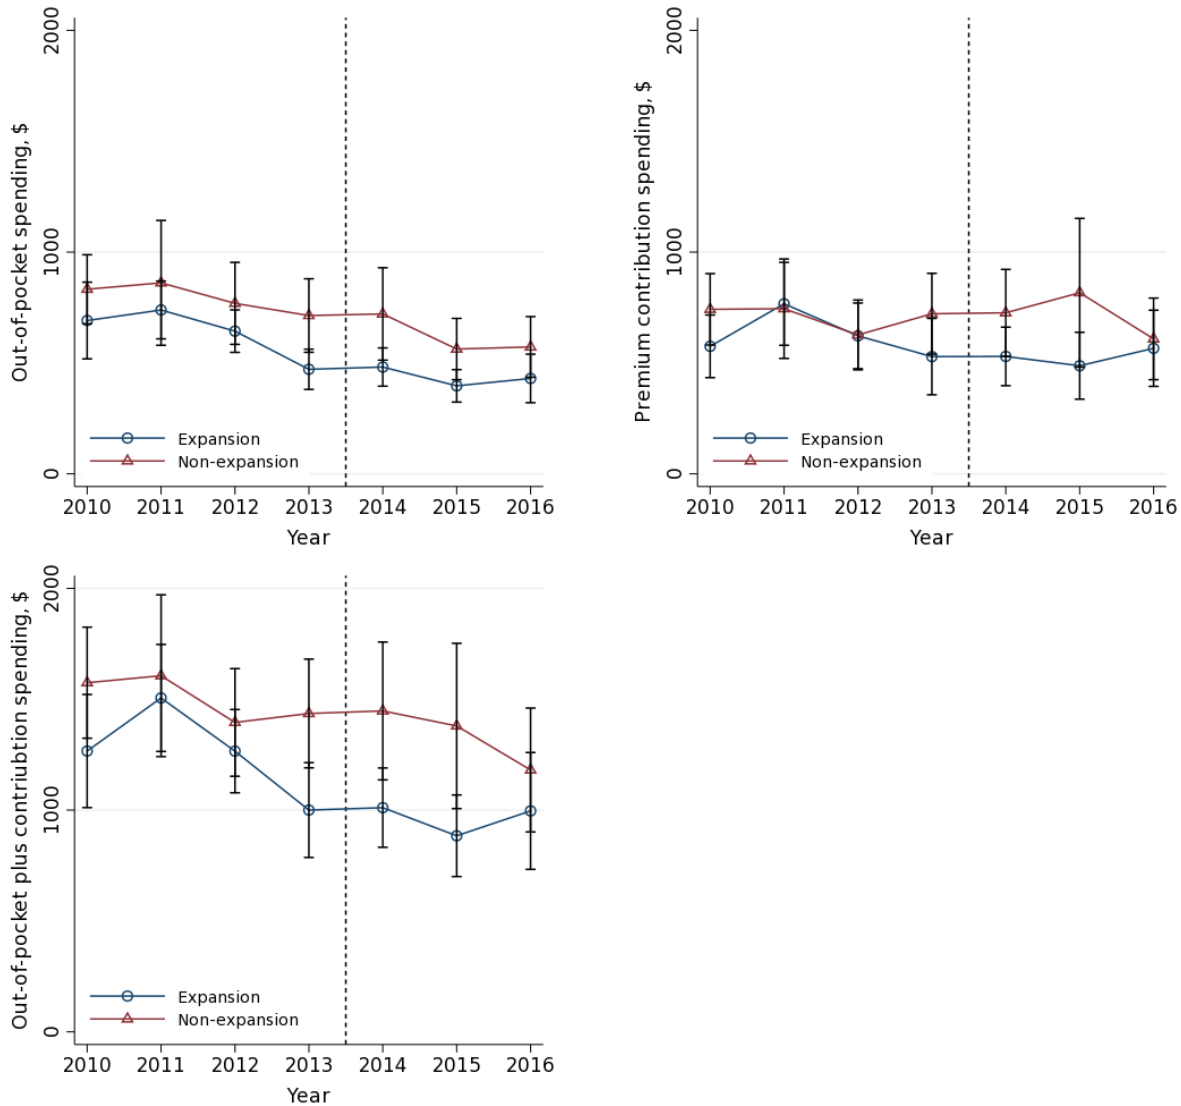 Out-of-pocket spending, $
2000
1000
0
Expansion
Non-expansion
2010 2011 2012 2013 2014 2015 2016
Year
Premium contribution spending, $
2000
1000
0
Expansion
Non-expansion
2010 2011 2012 2013 2014 2015 2016
Year
Out-of-pocket plus contriubtion spending, $
2000
1000
0
Expansion
Non-expansion
2010 2011 2012 2013 2014 2015 2016
Year